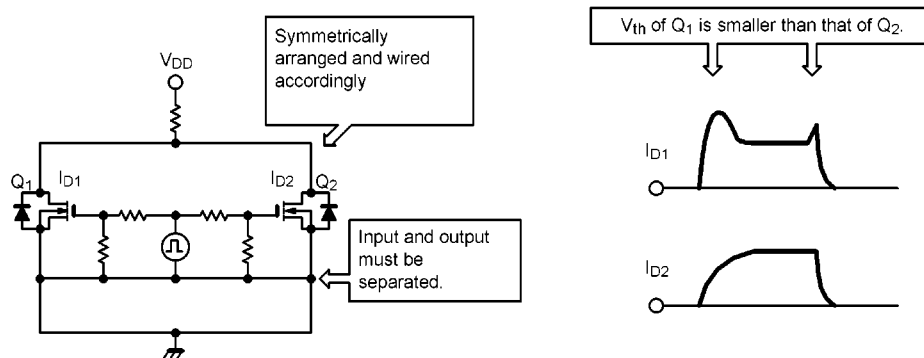 Symmetrically
arranged and wired
accordingly
VDD
Q1
ID1
ID2
Q2
Input and output
must be
separated.
Vth of Q1 is smaller than that of Q2.
ID1
ID2